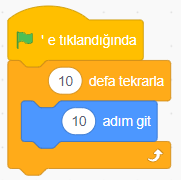 ' e tıklandığında
10 defa tekrarla
10 adım git